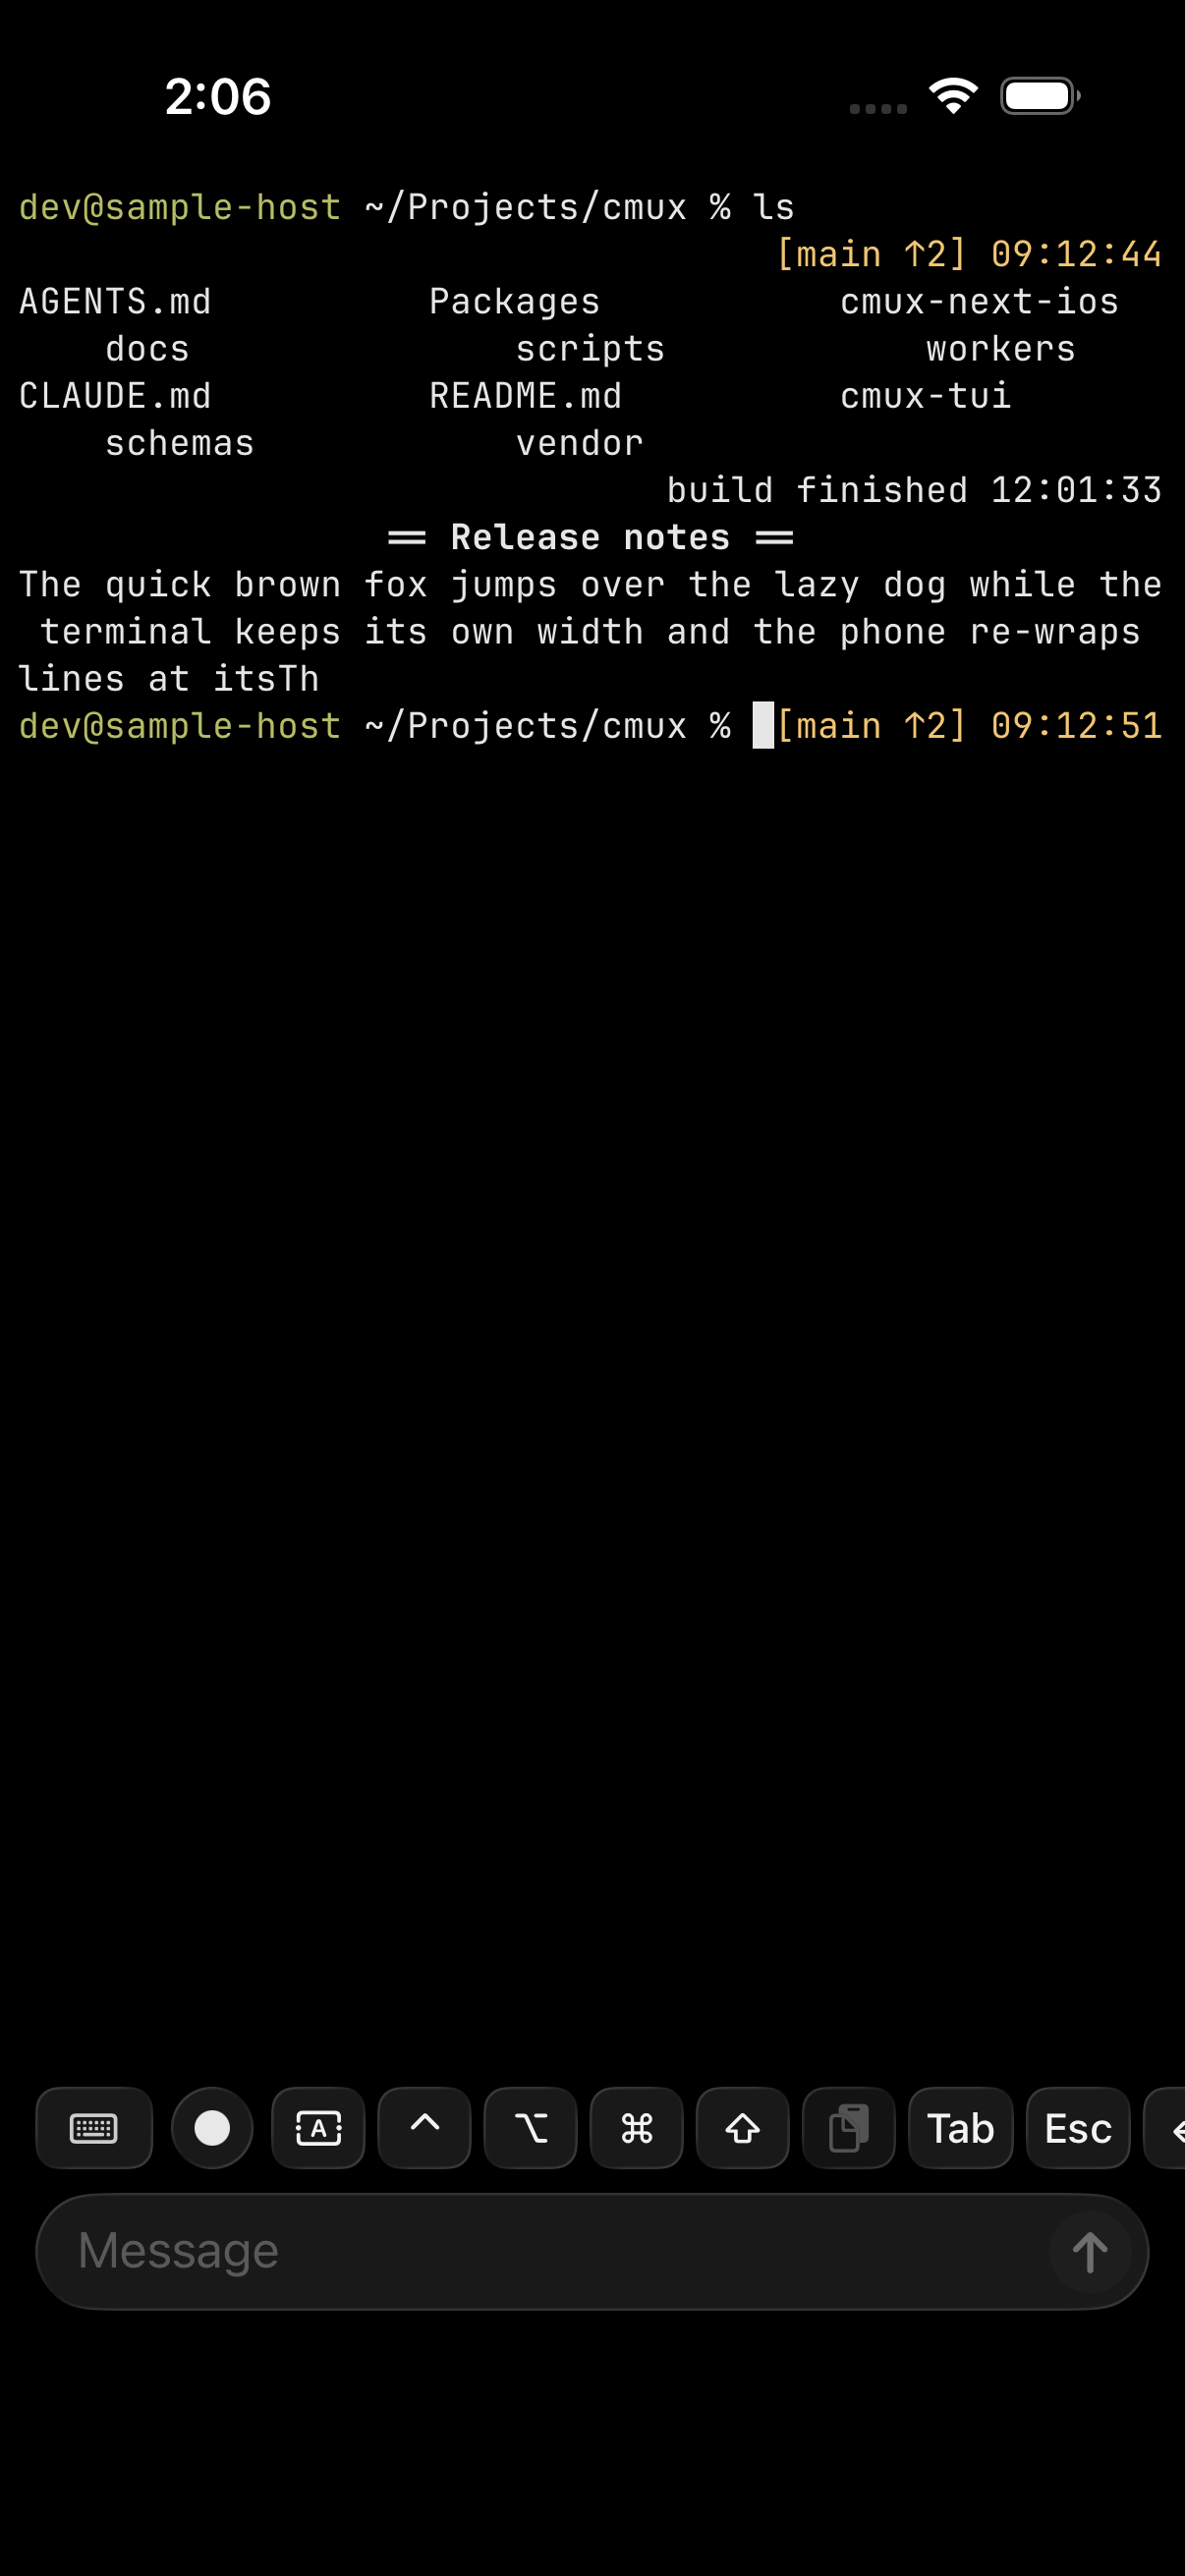 2:06
dev@sample-host ~/Projects/cmux % ls
[main ↑2] 09:12:44
AGENTS.md Packages cmux-next-ios
docs scripts workers
CLAUDE.md README.md cmux-tui
schemas vendor
build finished 12:01:33
== Release notes ==
The quick brown fox jumps over the lazy dog while the
terminal keeps its own width and the phone re-wraps
lines at itsTh
dev@sample-host ~/Projects/cmux % [main ↑2] 09:12:51
A ^ ⌥ ⌘ ⇧ Tab Esc
Message